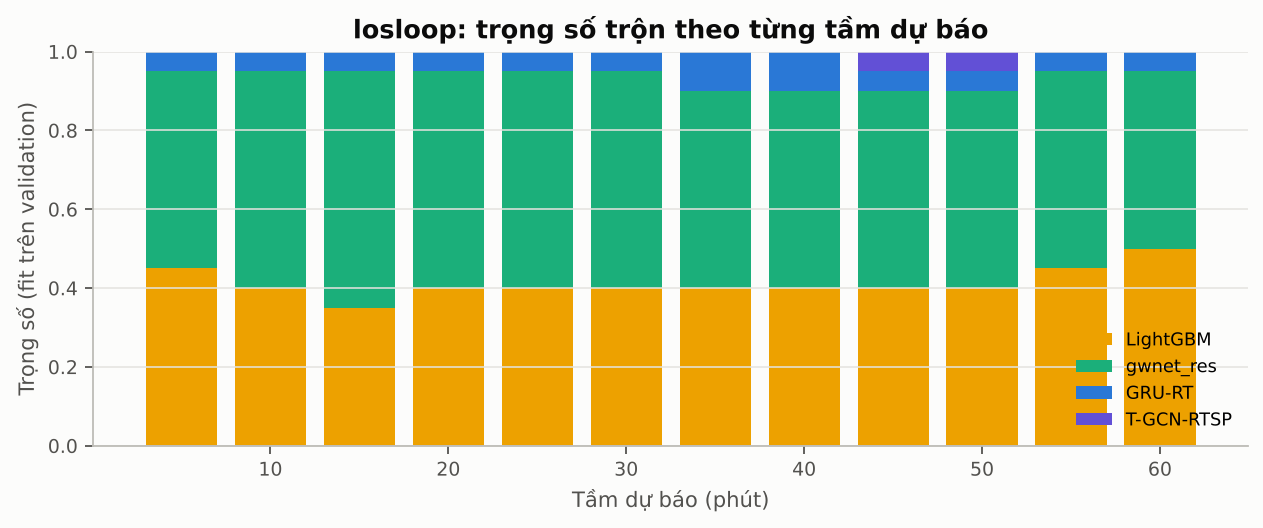 losloop: trọng số trộn theo từng tầm dự báo
Trọng số (fit trên validation)
1.0
0.8
0.6
0.4
0.2
0.0
LightGBM
gwnet_res
GRU-RT
T-GCN-RTSP
10 20 30 40 50 60
Tầm dự báo (phút)